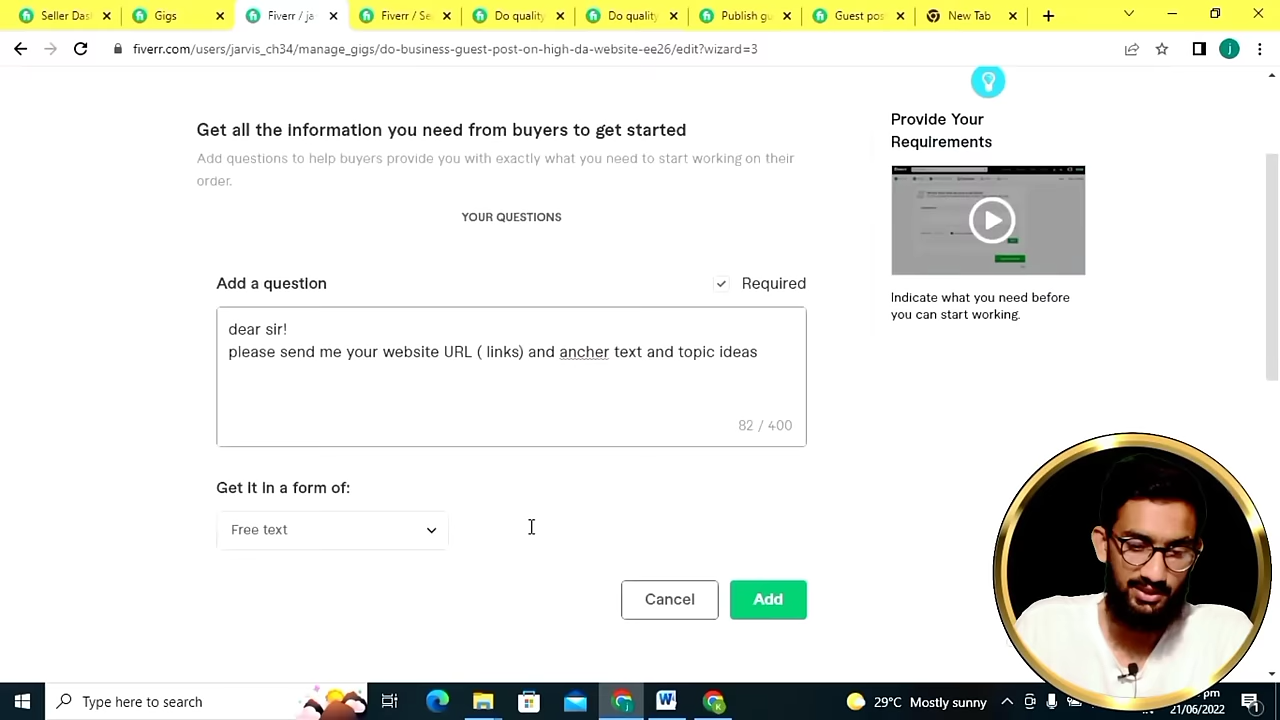 Seller Dash
Gigs
Fiverr / ja
Fiverr / Se
Do quality
Do quality
Publish gu
Guest pos
New Tab
fiverr.com/users/jarvis_ch34/manage_gigs/do-business-guest-post-on-high-da-website-ee26/edit?wizard=3
j
Get all the information you need from buyers to get started
Add questions to help buyers provide you with exactly what you need to start working on their
order.
YOUR QUESTIONS
Add a question
Required
dear sir!
please send me your website URL ( links) and ancher text and topic ideas
82 / 400
Get it in a form of:
Free text
Cancel
Add
Provide Your
Requirements
Indicate what you need before
you can start working.
Type here to search
29°C Mostly sunny
pm
21/06/2022